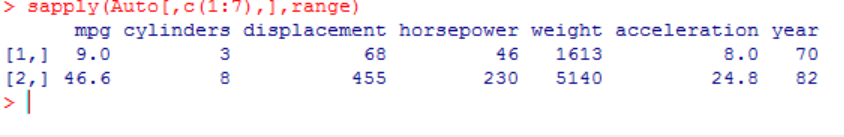 > sapply(Auto[,c(1:7),],range)
mpg cylinders displacement horsepower weight acceleration year
[1,] 9.0 3 68 46 1613 8.0 70
[2,] 46.6 8 455 230 5140 24.8 82
>